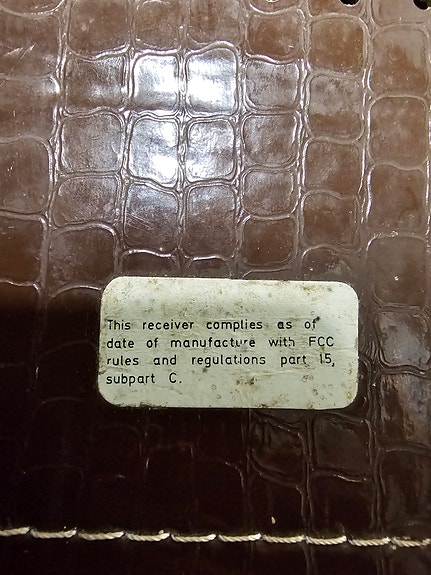 This receiver complies as of
date of manufacture with FCC
rules and regulations part 15,
subpart C.